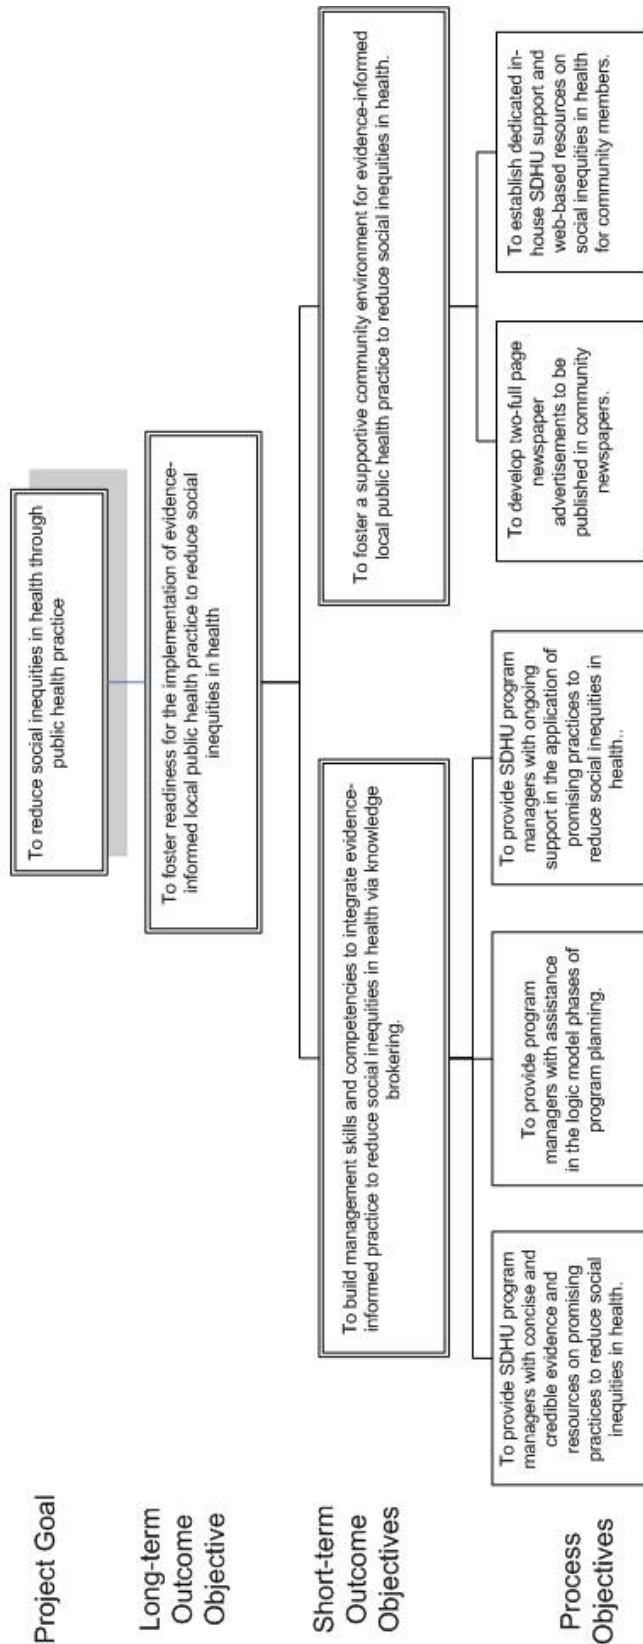 Project Goal
To reduce social inequities in health through
public health practice
Long-term
Outcome
Objective
To foster readiness for the implementation of evidence-
informed local public health practice to reduce social
inequities in health
Short-term
Outcome
Objectives
To build management skills and competencies to integrate evidence-
informed practice to reduce social inequities in health via knowledge
brokering.
To foster a supportive community environment for evidence-informed
local public health practice to reduce social inequities in health.
Process
Objectives
To provide SDHU program
managers with concise and
credible evidence and
resources on promising
practices to reduce social
inequities in health.
To provide program
managers with assistance
in the logic model phases of
program planning.
To provide SDHU program
managers with ongoing
support in the application of
promising practices to
reduce social inequities in
health..
To develop two-full page
newspaper
advertisements to be
published in community
newspapers.
To establish dedicated in-
house SDHU support and
web-based resources on
social inequities in health
for community members.